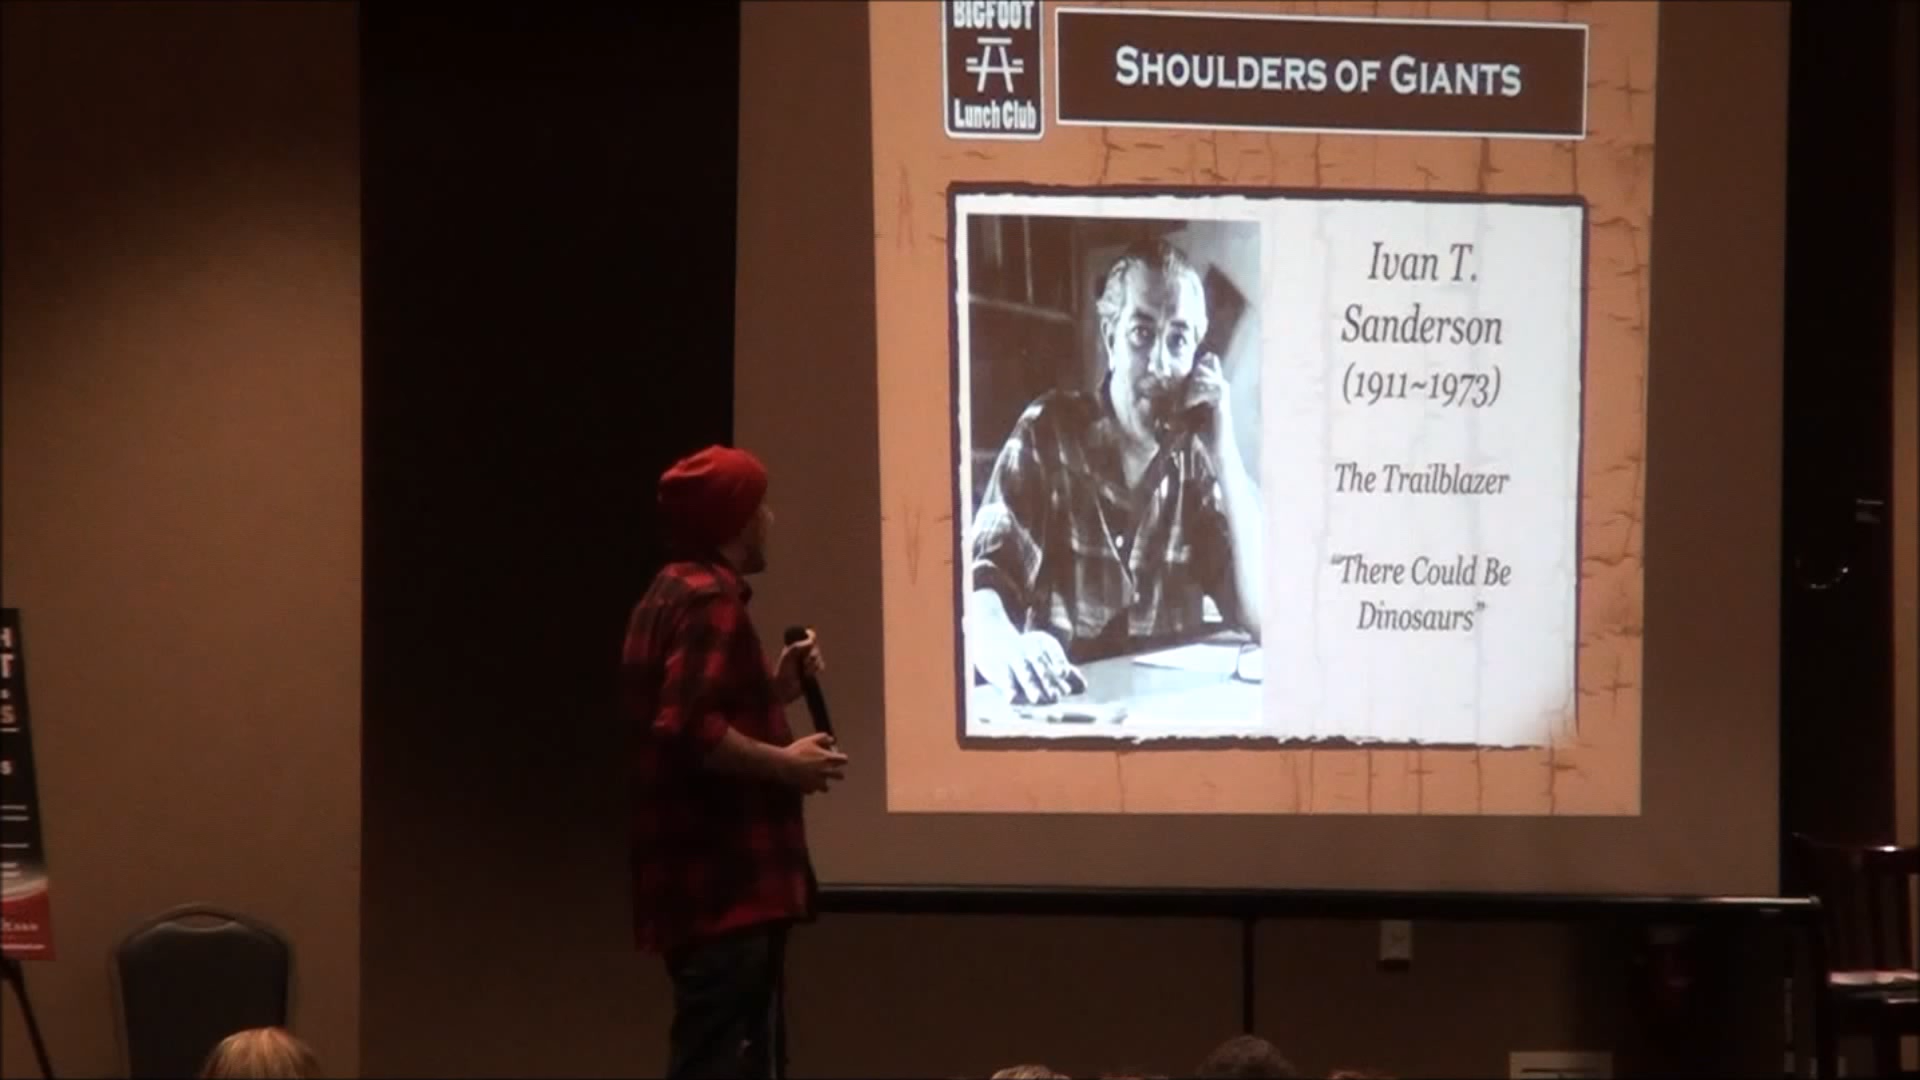 BIGFOOT
Lunch Club
SHOULDERS OF GIANTS
Ivan T.
Sanderson
(1911~1973)
The Trailblazer
“There Could Be
Dinosaurs”